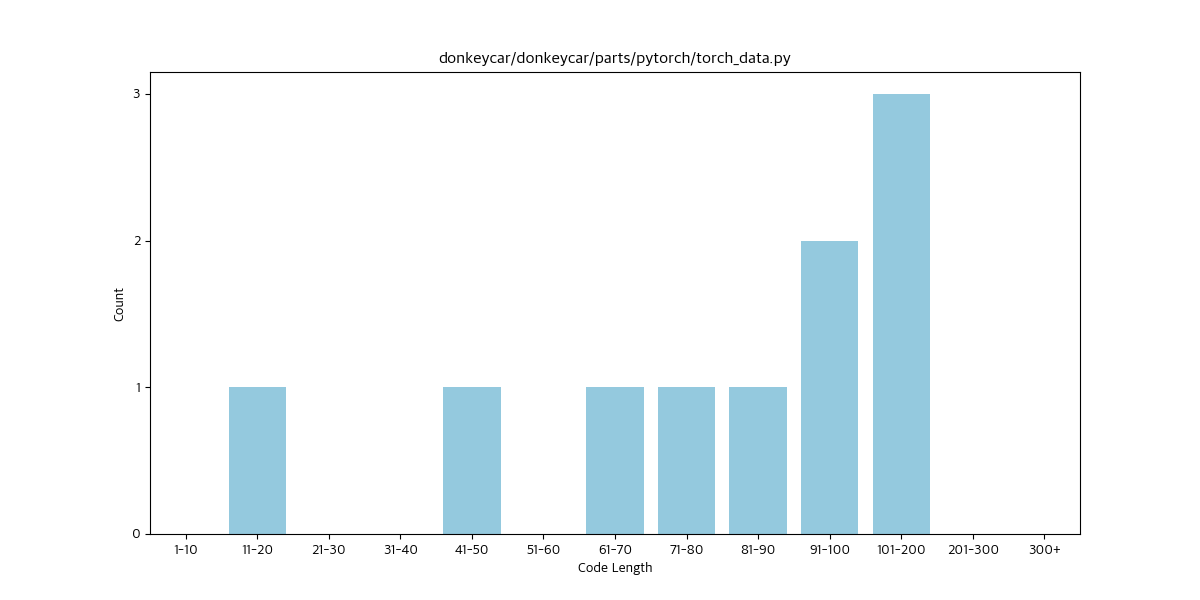 donkeycar/donkeycar/parts/pytorch/torch_data.py
3
2
1
0
Count
1-10 11-20 21-30 31-40 41-50 51-60 61-70 71-80 81-90 91-100 101-200 201-300 300+
Code Length